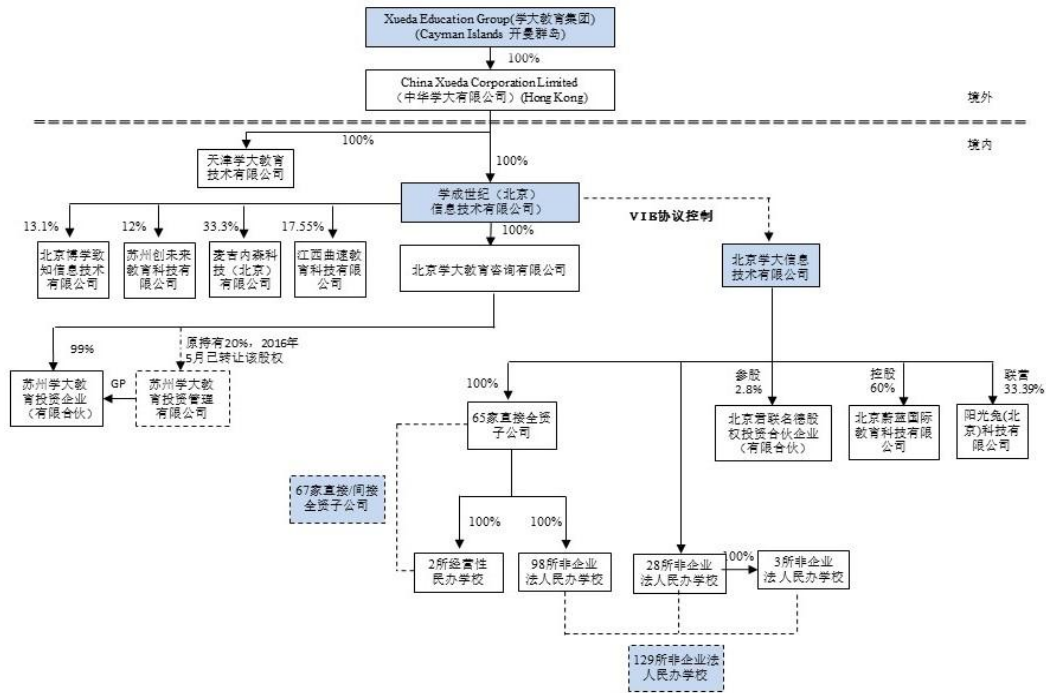 Xueda Education Group(学大教育集团)
(Cayman Islands 开曼群岛)
100%
China Xueda Corporation Limited
（中华学大有限公司）(Hong Kong)
境外
境内
100%
100%
天津学大教育
技术有限公司
学成世纪（北京）
信息技术有限公司）
VIE协议控制
13.1%
12%
33.3%
17.55%
100%
北京博学致
知信息技术
有限公司
苏州创未来
教育科技有
限公司
麦吉内森科
技（北京）
有限公司
江西曲速教
育科技有限
公司
北京学大教育咨询有限公司
北京学大信息
技术有限公司
99%
原持有20%，2016年
5月已转让该股权
苏州学大教
育投资企业
（有限合伙）
GP
苏州学大教
育投资管理
有限公司
100%
参股
2.8%
控股
60%
联营
33.39%
65家直接全资
子公司
北京君联名德股
权投资合伙企业
（有限合伙）
北京蔚蓝国际
教育科技有限
公司
阳光兔(北
京)科技有
限公司
67家直接/间接
全资子公司
100%
100%
2所经营性
民办学校
98所非企业
法人民办学校
28所非企业
法人民办学校
100%
3所非企业
法人民办学校
129所非企业法
人民办学校